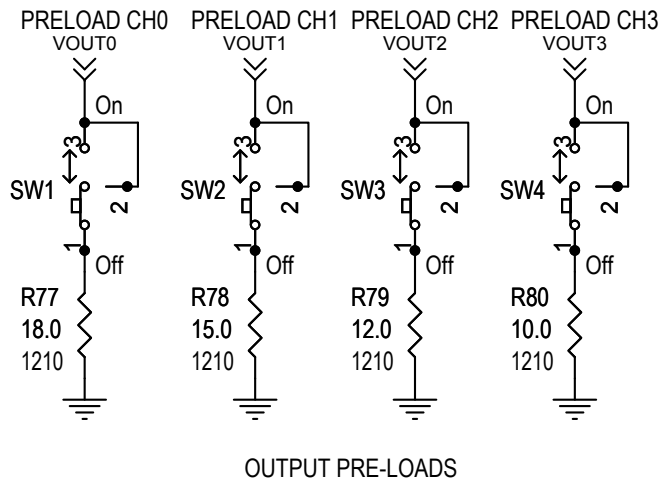 PRELOAD CH0 PRELOAD CH1 PRELOAD CH2 PRELOAD CH3
VOUT0 VOUT1 VOUT2 VOUT3
On On On On
3 3 3 3
SW1 SW2 SW3 SW4
2 2 2 2
1 1 1 1
Off Off Off Off
R77 R78 R79 R80
18.0 15.0 12.0 10.0
1210 1210 1210 1210
OUTPUT PRE-LOADS